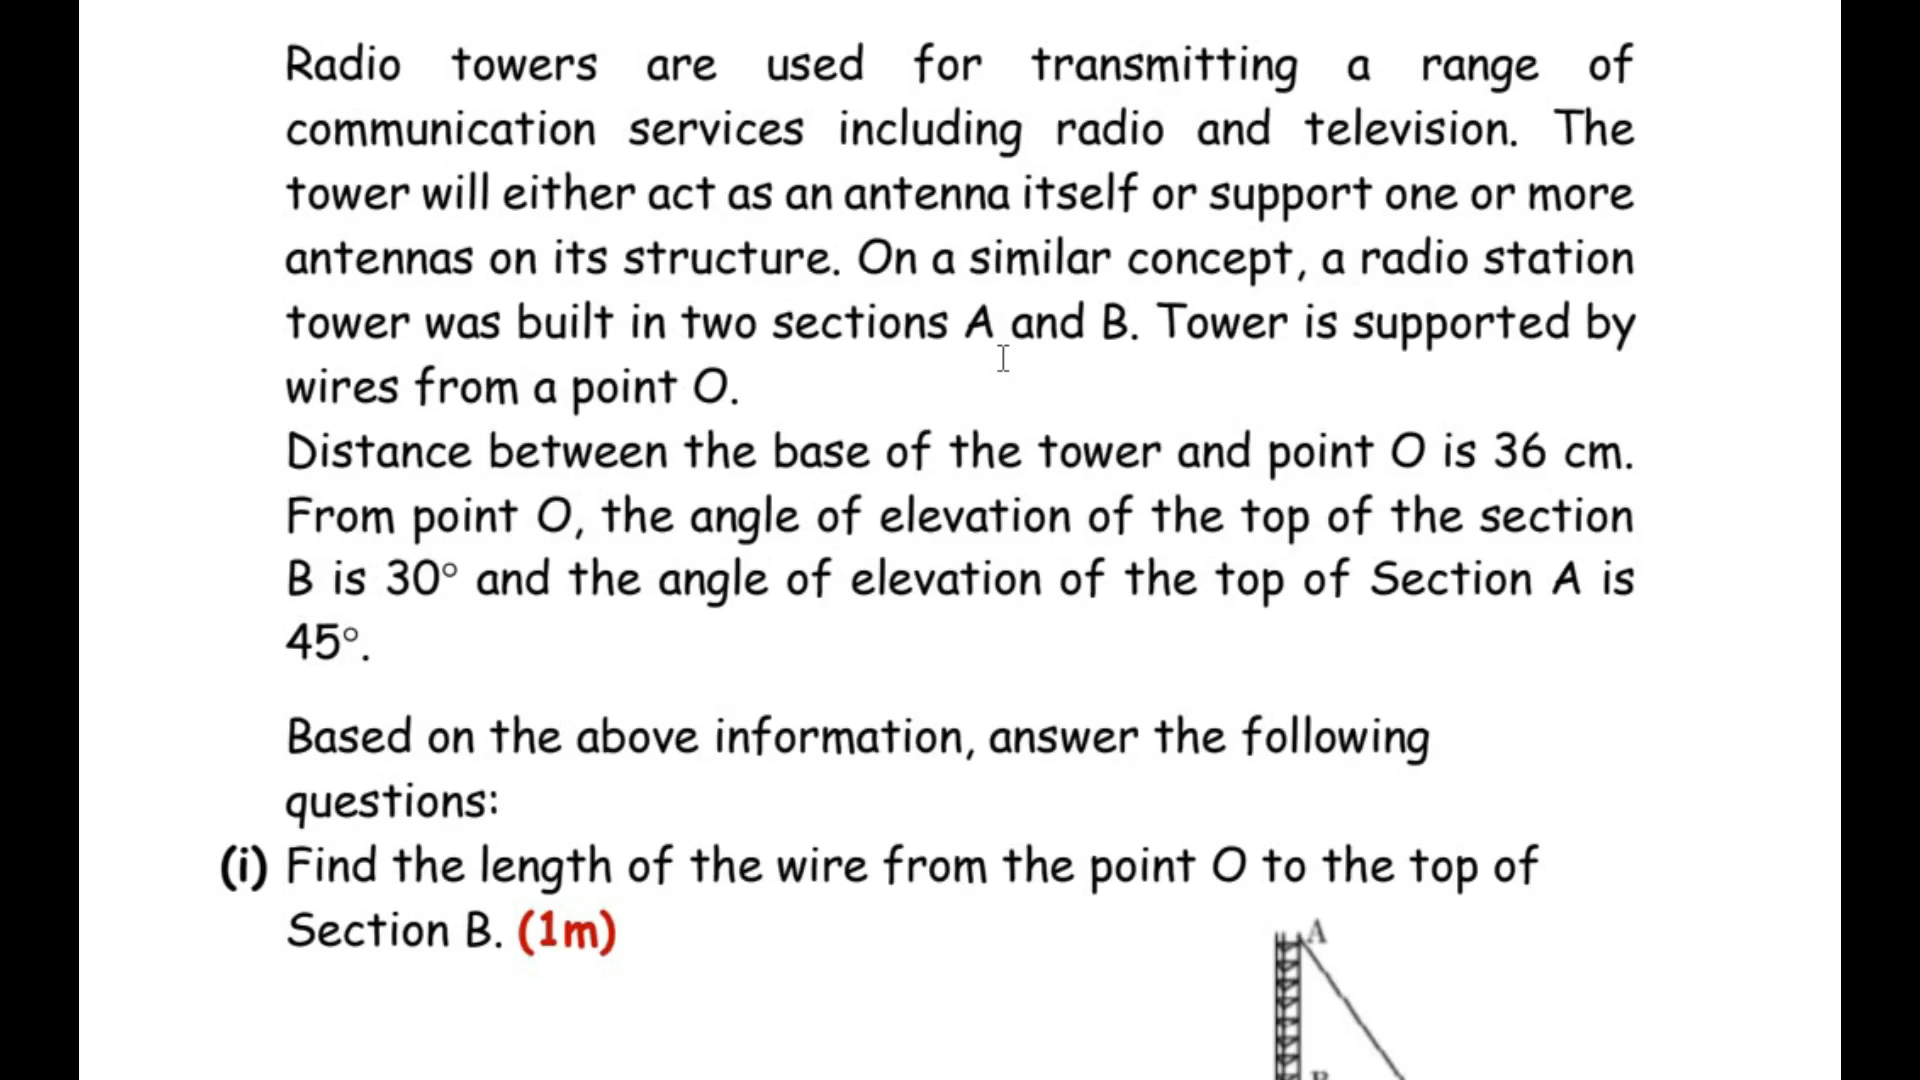 Radio towers are used for transmitting a range of
communication services including radio and television. The
tower will either act as an antenna itself or support one or more
antennas on its structure. On a similar concept, a radio station
tower was built in two sections A and B. Tower is supported by
wires from a point O.
Distance between the base of the tower and point O is 36 cm.
From point O, the angle of elevation of the top of the section
B is 30° and the angle of elevation of the top of Section A is
45°.
Based on the above information, answer the following
questions:
(i) Find the length of the wire from the point O to the top of
Section B. (1m)
A
B